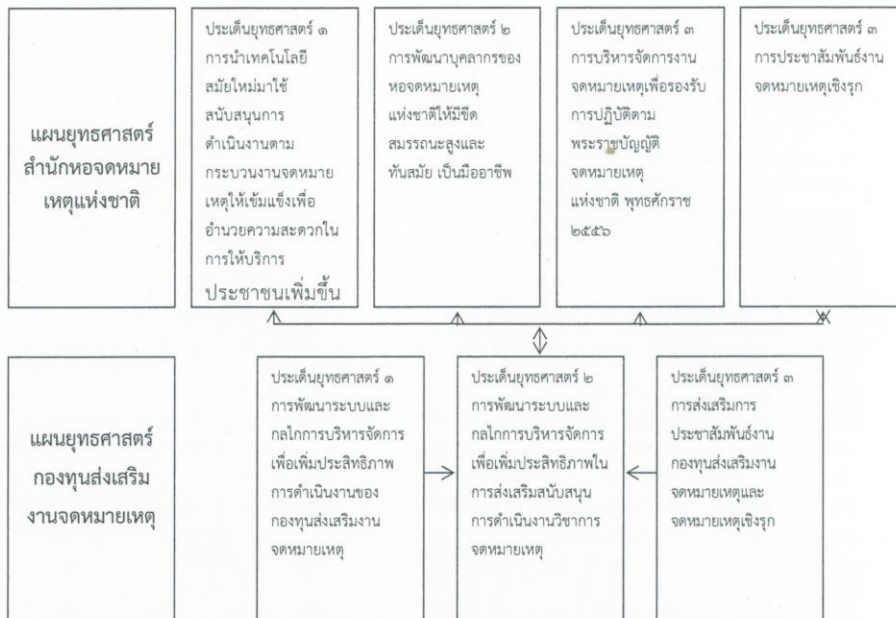 แผนยุทธศาสตร์
สำนักหอจดหมาย
เหตุแห่งชาติ
ประเด็นยุทธศาสตร์ ๑
การนำเทคโนโลยี
สมัยใหม่มาใช้
สนับสนุนการ
ดำเนินงานตาม
กระบวนงานจดหมาย
เหตุให้เข้มแข็งเพื่อ
อำนวยความสะดวกใน
การให้บริการ
ประชาชนเพิ่มขึ้น
ประเด็นยุทธศาสตร์ ๒
การพัฒนาบุคลากรของ
หอจดหมายเหตุ
แห่งชาติให้มีขีด
สมรรถนะสูงและ
ทันสมัย เป็นมืออาชีพ
ประเด็นยุทธศาสตร์ ๓
การบริหารจัดการงาน
จดหมายเหตุเพื่อรองรับ
การปฏิบัติตาม
พระราชบัญญัติ
จดหมายเหตุ
แห่งชาติ พุทธศักราช
๒๕๕๖
ประเด็นยุทธศาสตร์ ๓
การประชาสัมพันธ์งาน
จดหมายเหตุเชิงรุก
แผนยุทธศาสตร์
กองทุนส่งเสริม
งานจดหมายเหตุ
ประเด็นยุทธศาสตร์ ๑
การพัฒนาระบบและ
กลไกการบริหารจัดการ
เพื่อเพิ่มประสิทธิภาพ
การดำเนินงานของ
กองทุนส่งเสริมงาน
จดหมายเหตุ
ประเด็นยุทธศาสตร์ ๒
การพัฒนาระบบและ
กลไกการบริหารจัดการ
เพื่อเพิ่มประสิทธิภาพใน
การส่งเสริมสนับสนุน
การดำเนินงานวิชาการ
จดหมายเหตุ
ประเด็นยุทธศาสตร์ ๓
การส่งเสริมการ
ประชาสัมพันธ์งาน
กองทุนส่งเสริมงาน
จดหมายเหตุและ
จดหมายเหตุเชิงรุก